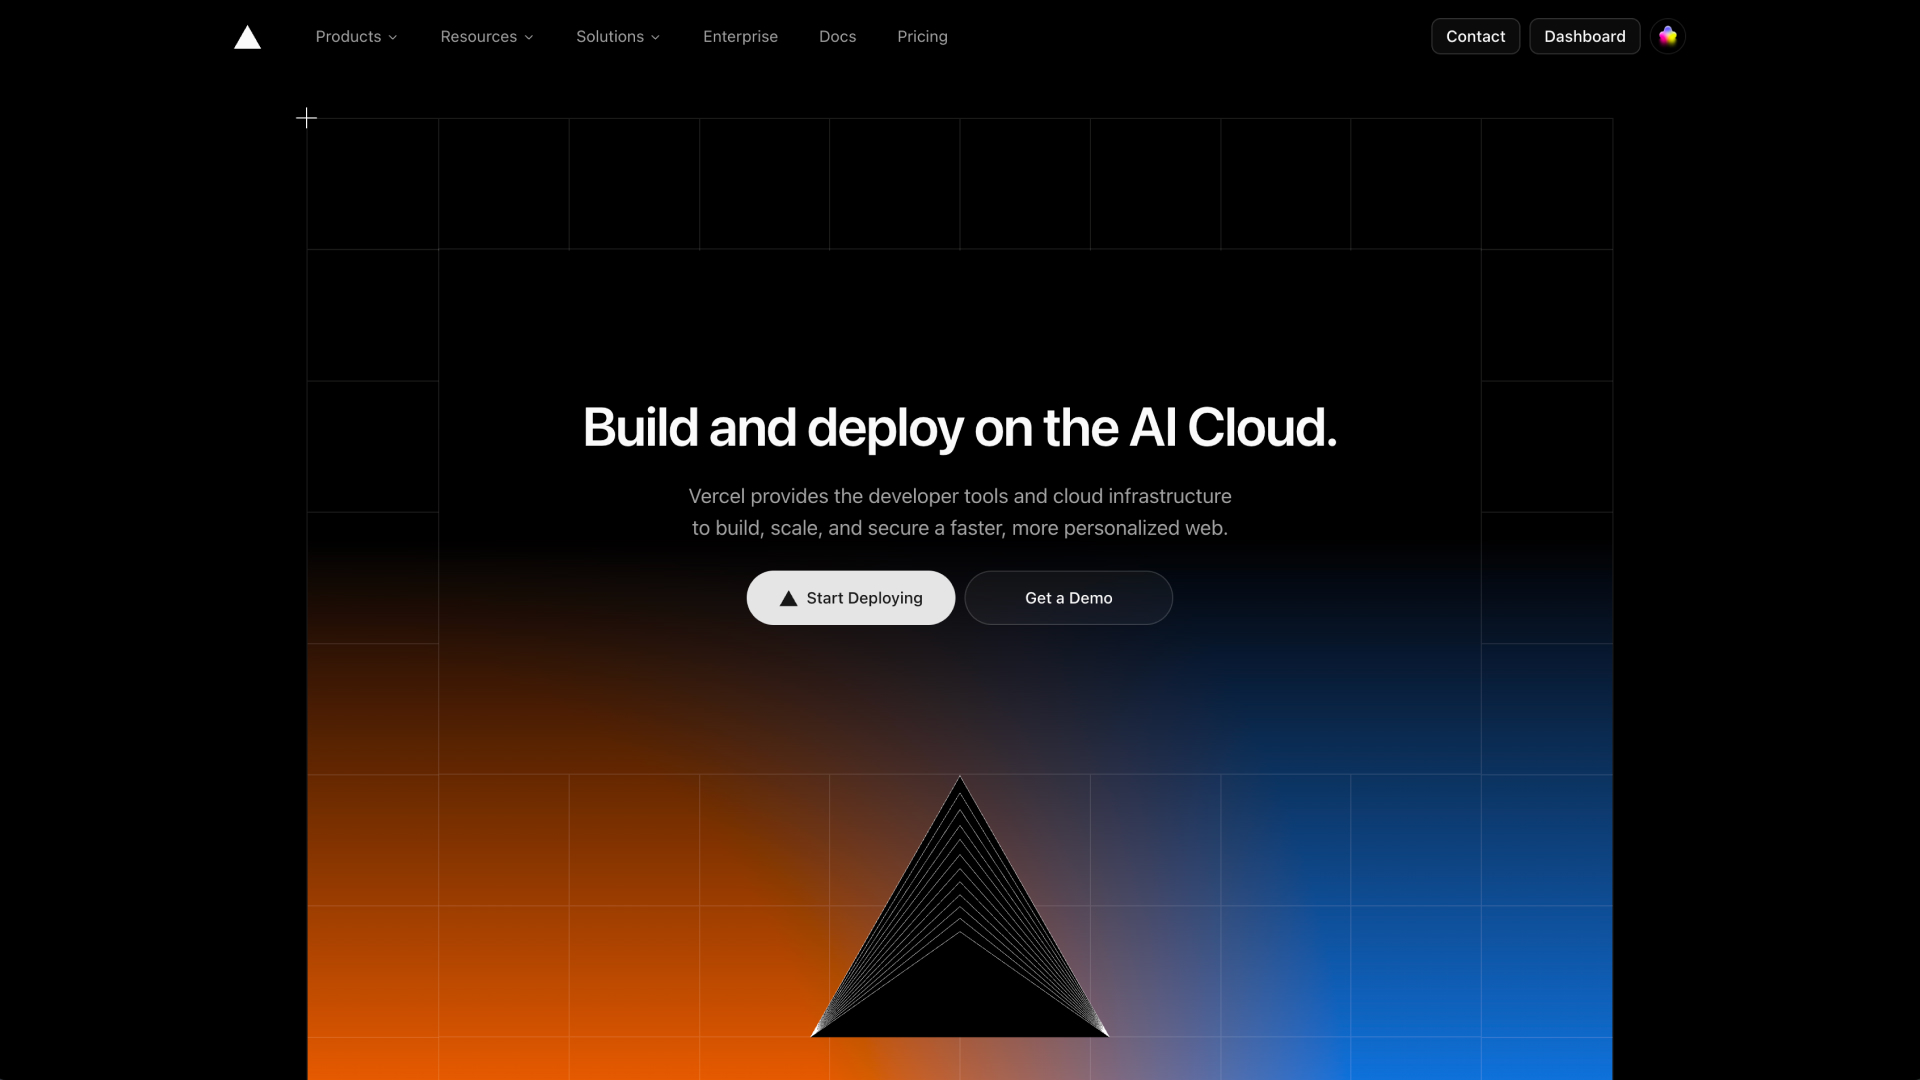 Products
Resources
Solutions
Enterprise
Docs
Pricing
Contact
Dashboard
Build and deploy on the AI Cloud.
Vercel provides the developer tools and cloud infrastructure
to build, scale, and secure a faster, more personalized web.
Start Deploying
Get a Demo